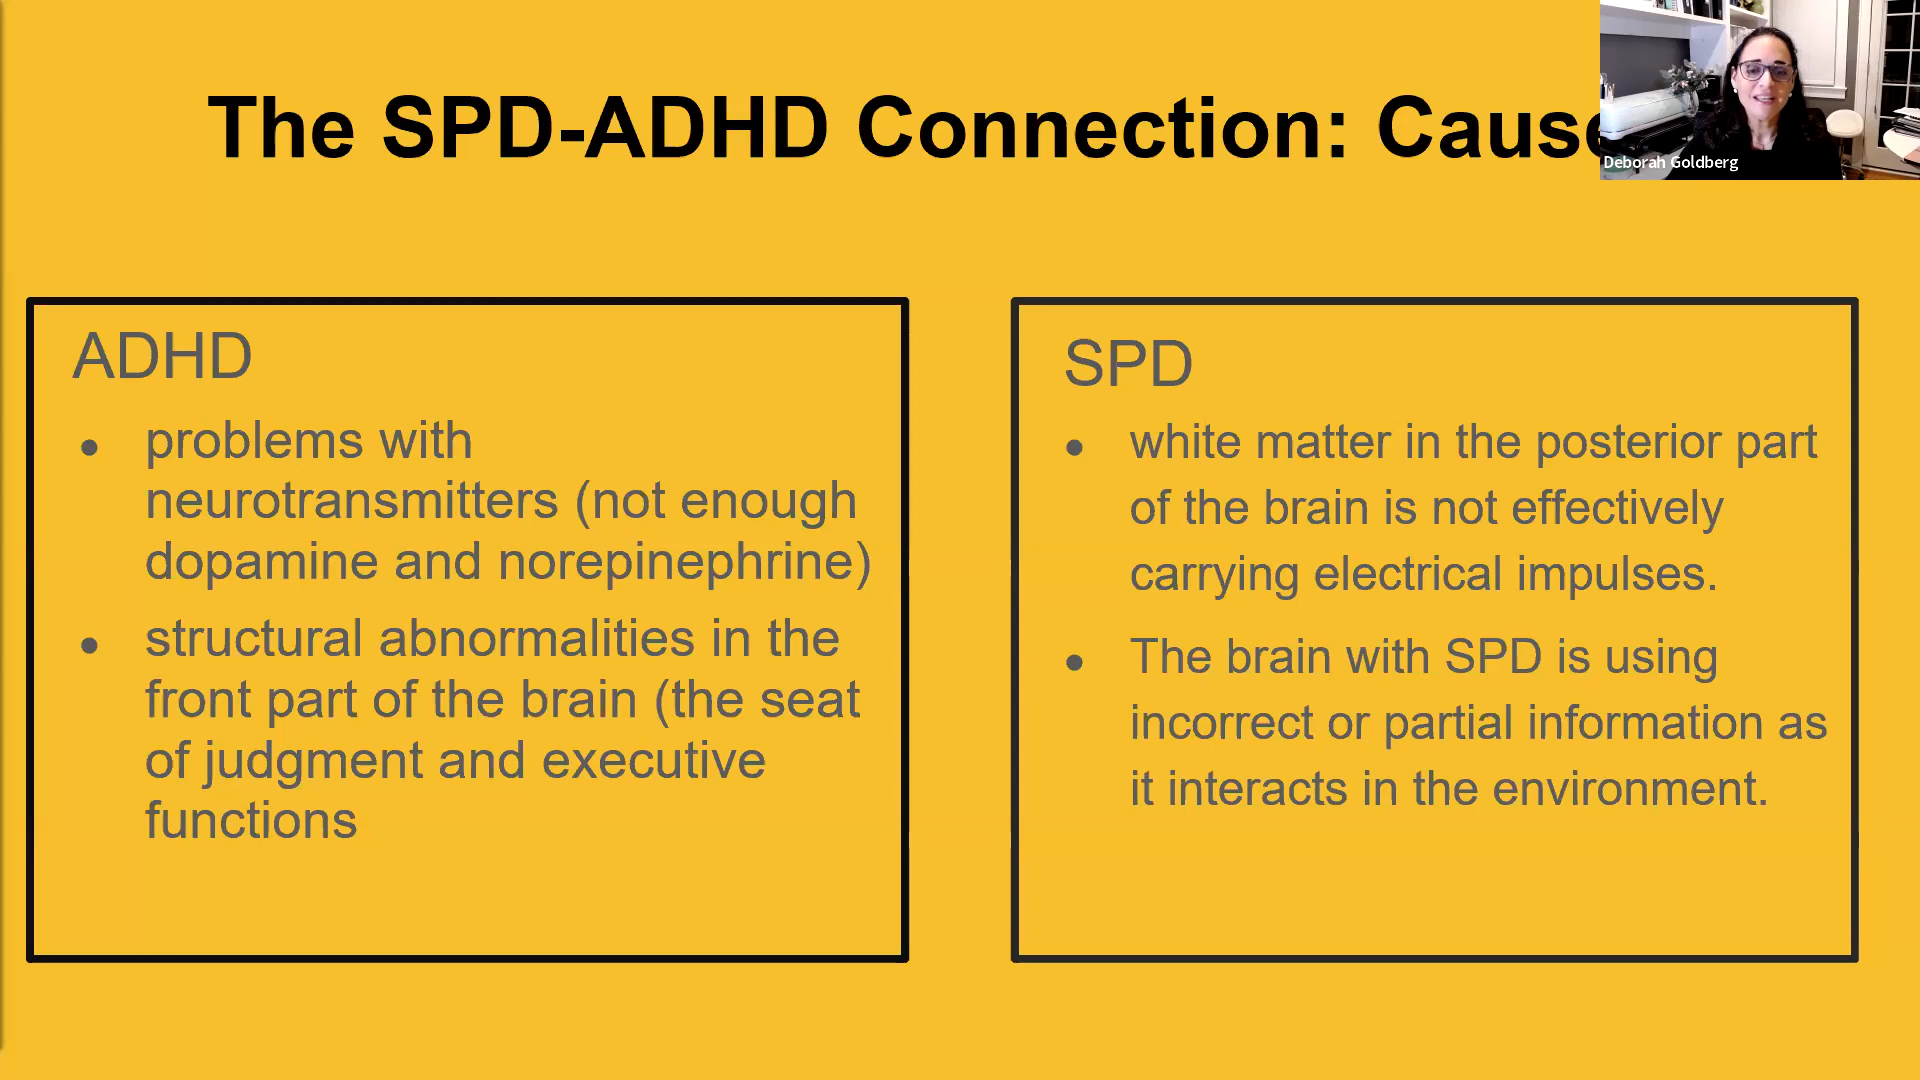 The SPD-ADHD Connection: Cause
Deborah Goldberg
ADHD
● problems with
neurotransmitters (not enough
dopamine and norepinephrine)
● structural abnormalities in the
front part of the brain (the seat
of judgment and executive
functions
SPD
● white matter in the posterior part
of the brain is not effectively
carrying electrical impulses.
● The brain with SPD is using
incorrect or partial information as
it interacts in the environment.